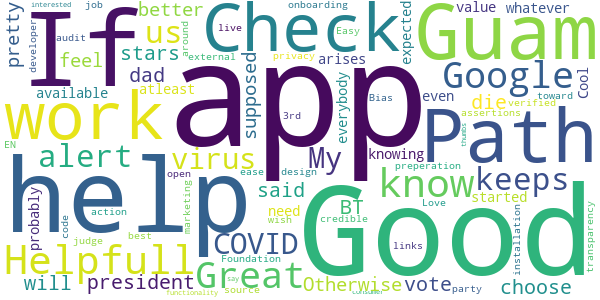 interested
job
onboarding
If
Check
Guam
developer
audit
pretty
better
us
live
Easy
value
whatever
external
around
stars
dad
feel
app
supposed
arises
expected
Google
Cool
available
atleast
privacy
everybody
3rd
Bias
even
die
toward
verified
assertions
work
Path
EN
alert
virus
My
knowing
thumbs
ease
design
preperation
open
help
Good
know
keeps
said
BT
Love
started
probably
code
action
marketing
need
wish
credible
installation
transparency
judge
best
COVID
links
Helpfull
Great
Foundation
say
source
Otherwise
vote
party
choose
will
president
functionality
consumer